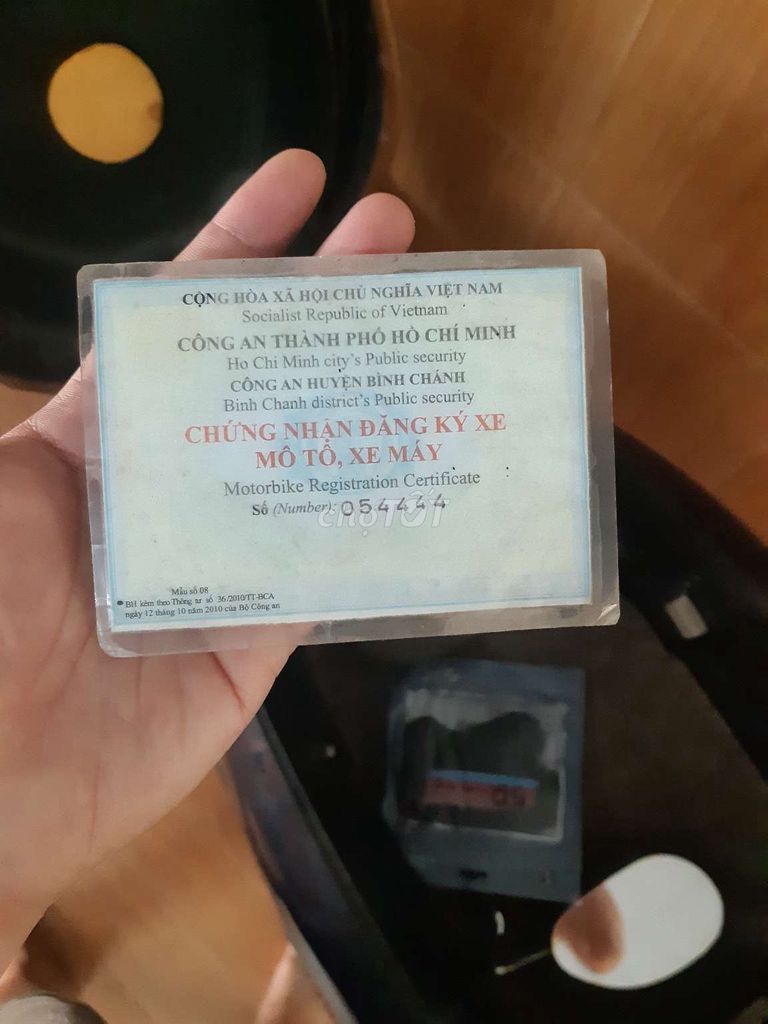 CỘNG HÒA XÃ HỘI CHỦ NGHĨA VIỆT NAM
Socialist Republic of Vietnam
CÔNG AN THÀNH PHỐ HỒ CHÍ MINH
Ho Chi Minh city's Public security
CÔNG AN HUYỆN BÌNH CHÁNH
Binh Chanh district's Public security
CHỨNG NHẬN ĐĂNG KÝ XE
MÔ TÔ, XE MÁY
Motorbike Registration Certificate
Số (Number): 054444
CHỢ TỐT
Mẫu số 08
BH kèm theo Thông tư số 36/2010/TT-BCA
ngày 12 tháng 10 năm 2010 của Bộ Công an